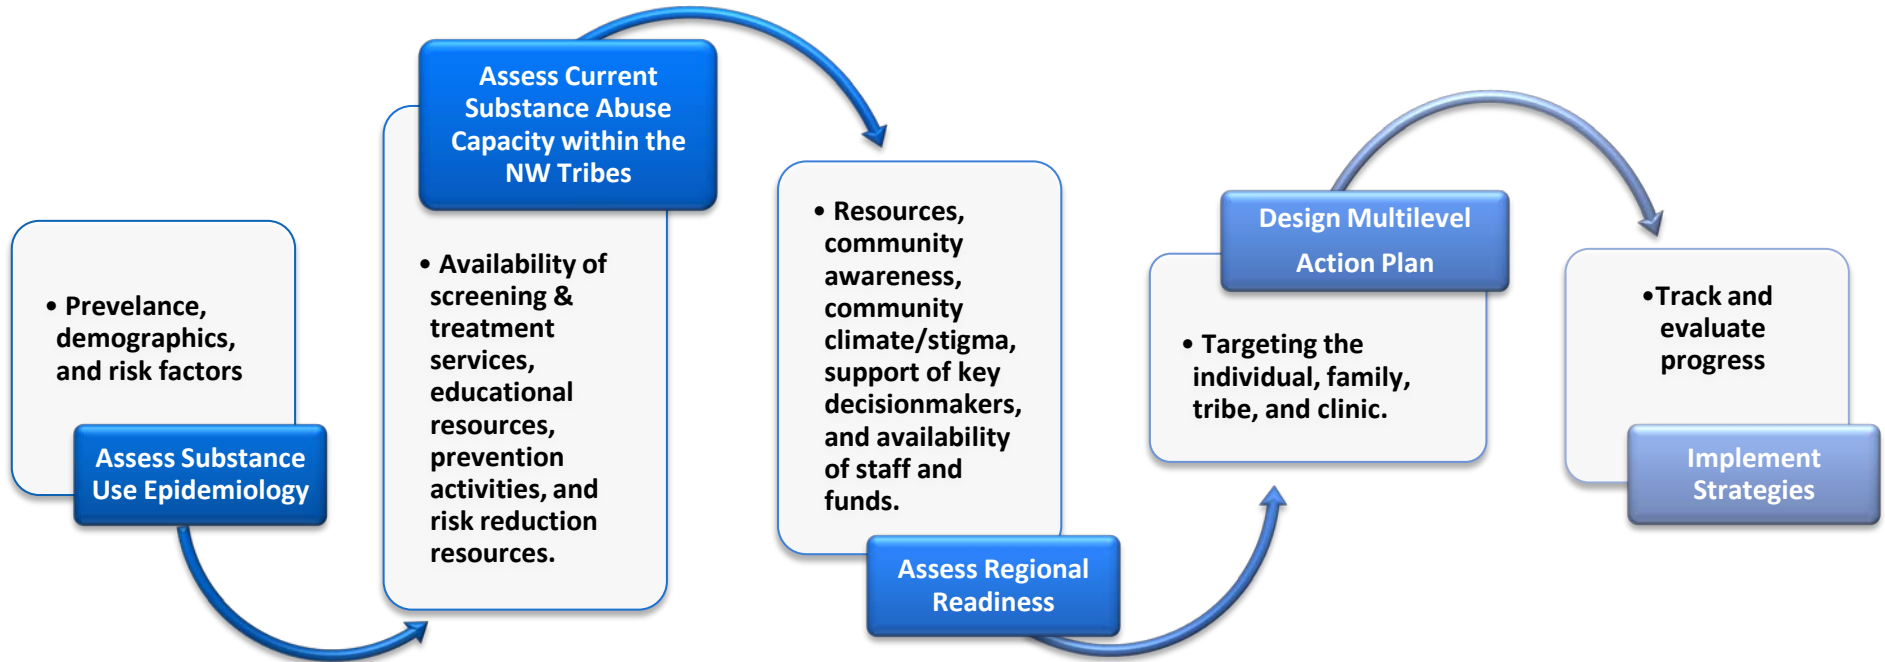 • Prevelance,
demographics,
and risk factors
Assess Substance
Use Epidemiology
Assess Current
Substance Abuse
Capacity within the
NW Tribes
• Availability of
screening &
treatment
services,
educational
resources,
prevention
activities, and
risk reduction
resources.
• Resources,
community
awareness,
community
climate/stigma,
support of key
decisionmakers,
and availability
of staff and
funds.
Assess Regional
Readiness
Design Multilevel
Action Plan
• Targeting the
individual, family,
tribe, and clinic.
•Track and
evaluate
progress
Implement
Strategies